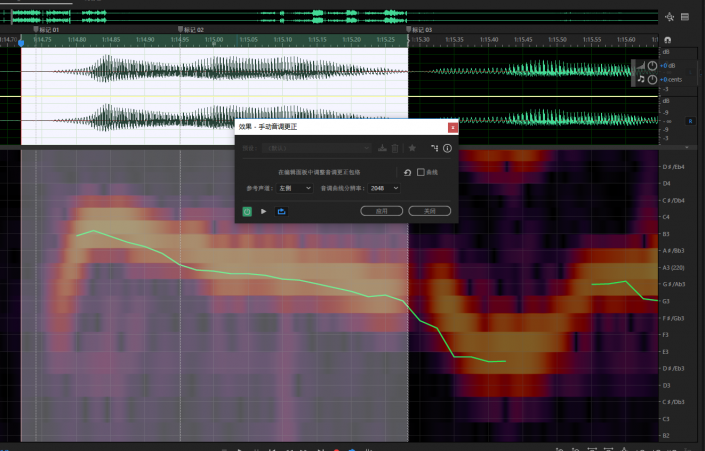 标记 01
标记 02
标记 03
1:14.70
1:14.75
1:14.80
1:14.85
1:14.90
1:14.95
1:15.00
1:15.05
1:15.10
1:15.15
1:15.20
1:15.25
1:15.30
1:15.35
1:15.40
1:15.45
1:15.50
1:15.55
1:15.60
dB
+0 dB
+0 cents
-3
dB
-3
-9
-∞
R
-9
-3
效果 - 手动音调更正
预设:
(默认)
在编辑面板中调整音调更正包络
曲线
参考声道: 左侧
音调曲线分辨率: 2048
应用
关闭
D#/Eb4
D4
C#/Db4
C4
B3
A#/Bb3
A3 (220)
G#/Ab3
G3
F#/Gb3
F3
E3
D#/Eb3
D3
C#/Db3
C3
B2